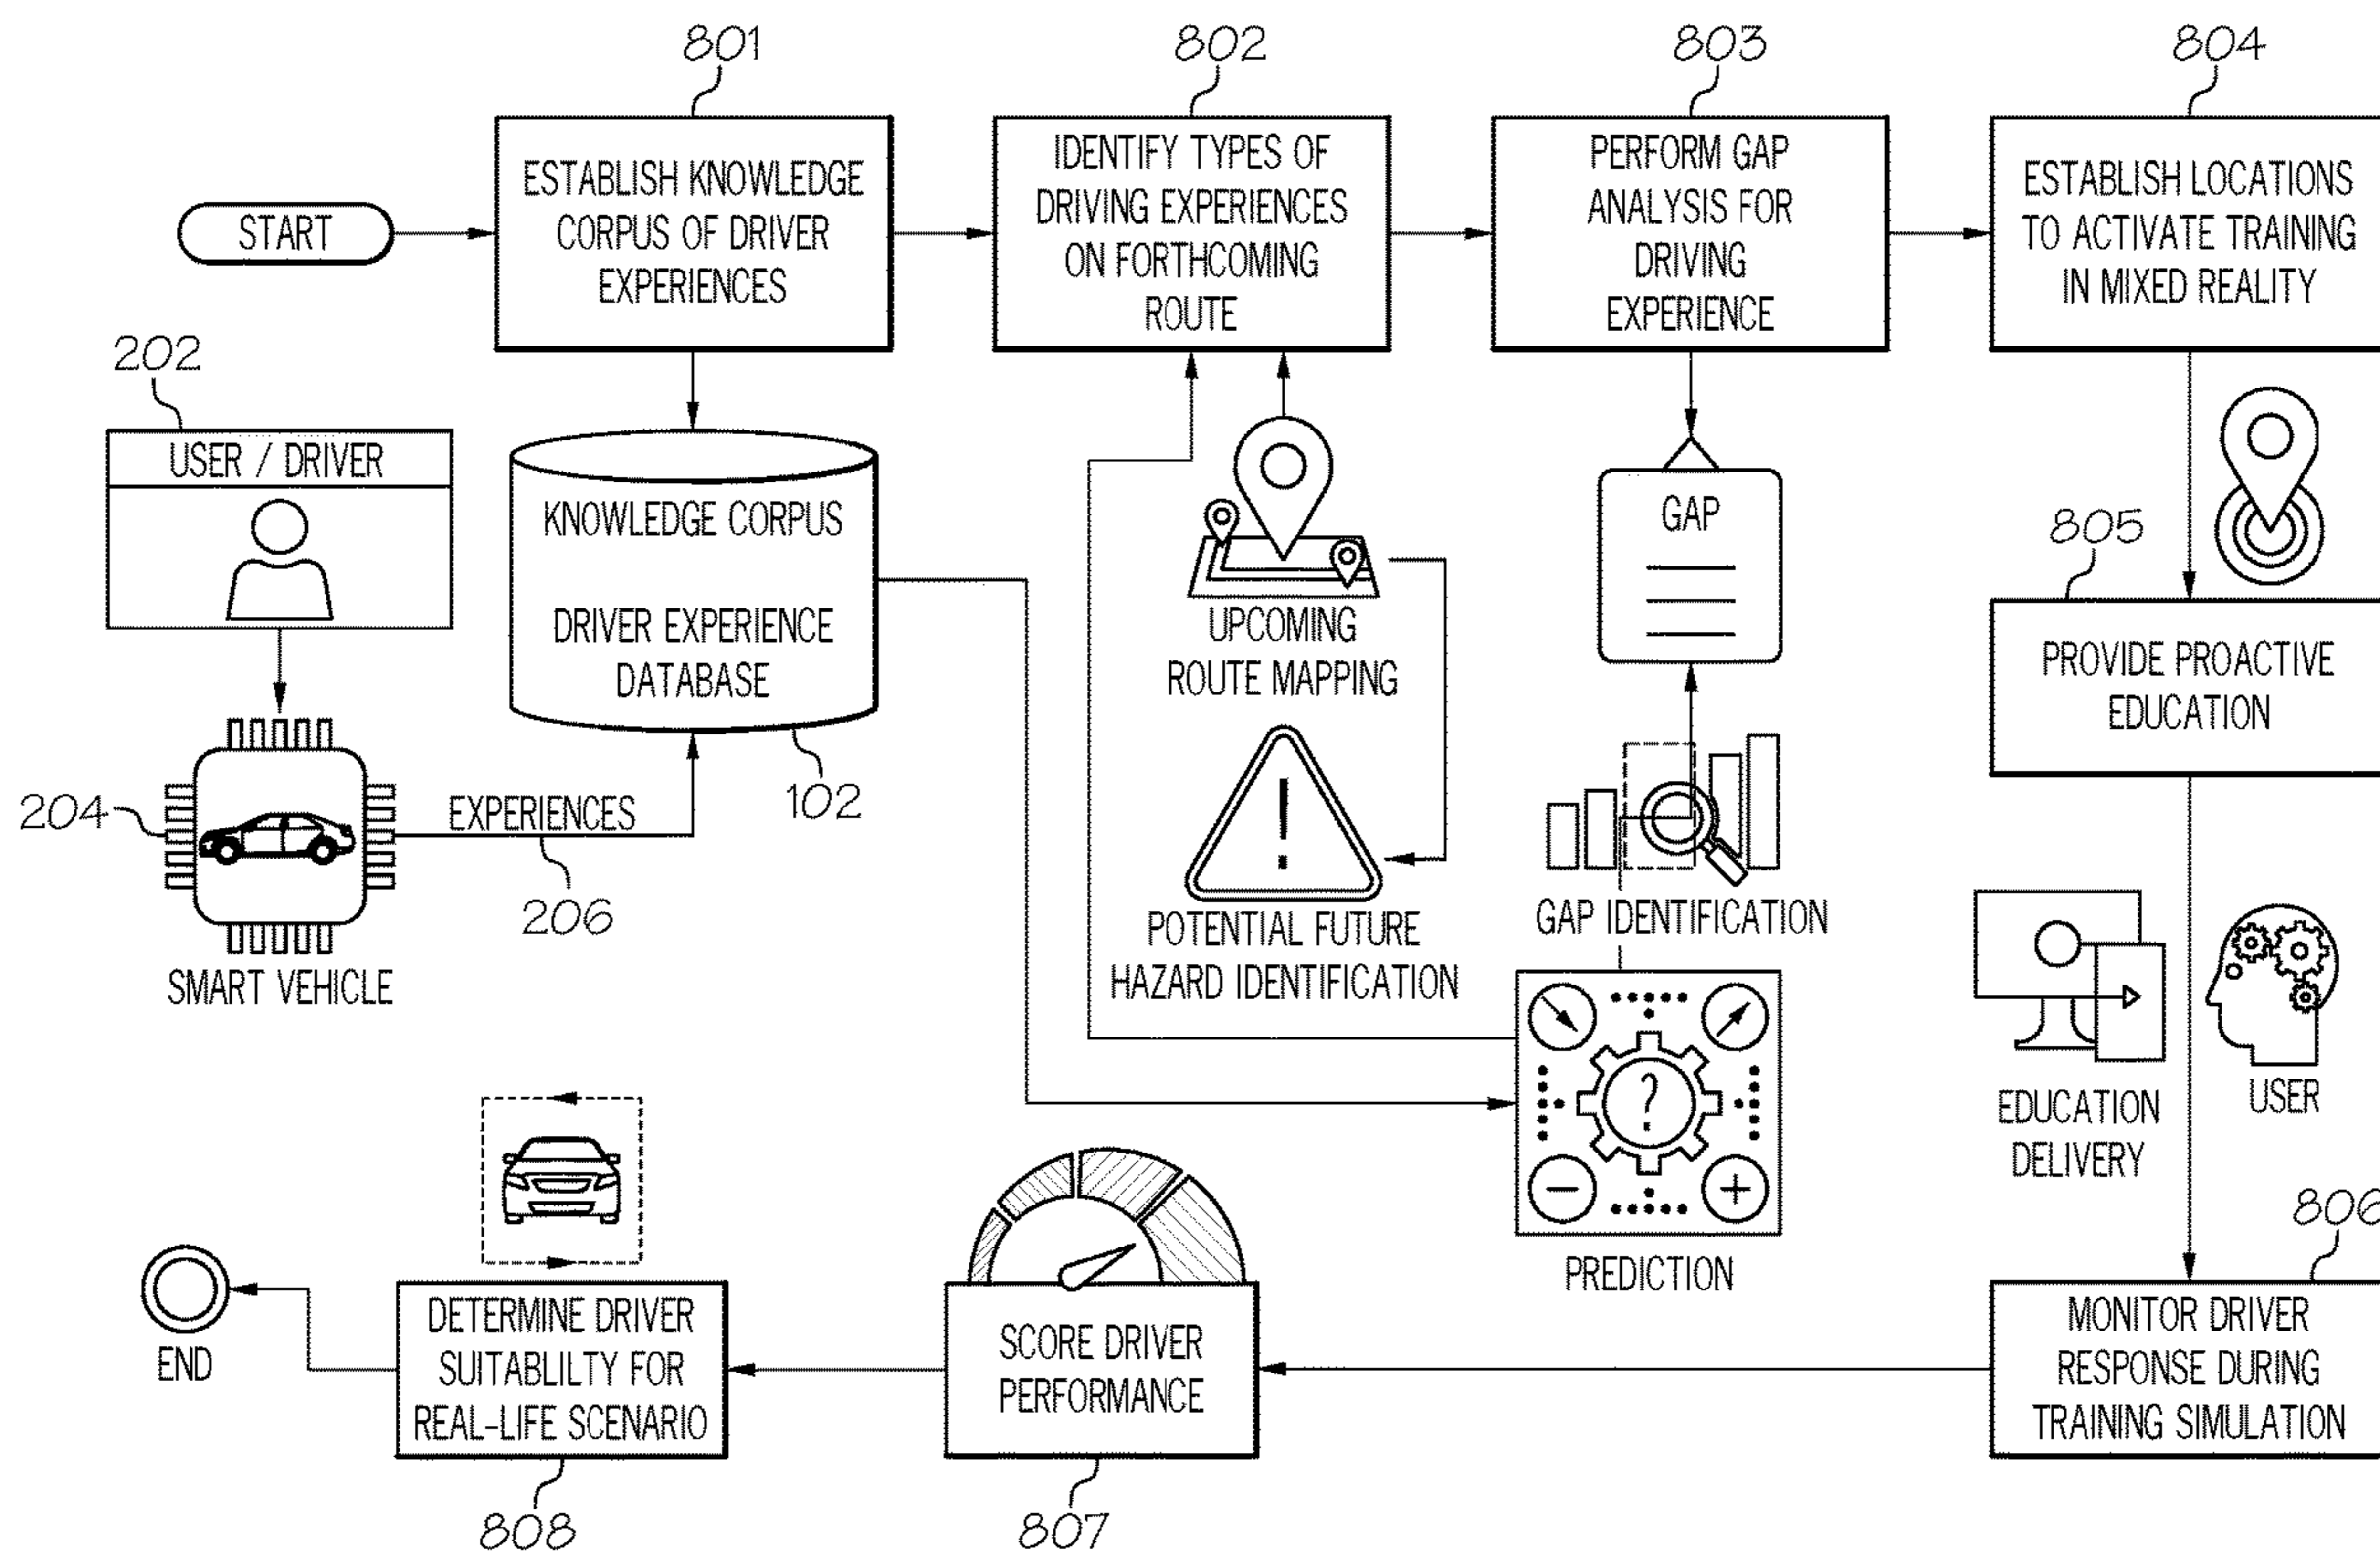 801
802
803
804
START
ESTABLISH KNOWLEDGE
CORPUS OF DRIVER
EXPERIENCES
IDENTIFY TYPES OF
DRIVING EXPERIENCES
ON FORTHCOMING
ROUTE
PERFORM GAP
ANALYSIS FOR
DRIVING
EXPERIENCE
ESTABLISH LOCATIONS
TO ACTIVATE TRAINING
IN MIXED REALITY
202
USER / DRIVER
KNOWLEDGE CORPUS
DRIVER EXPERIENCE
DATABASE
102
UPCOMING
ROUTE MAPPING
GAP
805
PROVIDE PROACTIVE
EDUCATION
204
EXPERIENCES
206
SMART VEHICLE
!
POTENTIAL FUTURE
HAZARD IDENTIFICATION
GAP IDENTIFICATION
?
PREDICTION
EDUCATION
DELIVERY
USER
806
MONITOR DRIVER
RESPONSE DURING
TRAINING SIMULATION
SCORE DRIVER
PERFORMANCE
807
DETERMINE DRIVER
SUITABLILTY FOR
REAL-LIFE SCENARIO
808
END